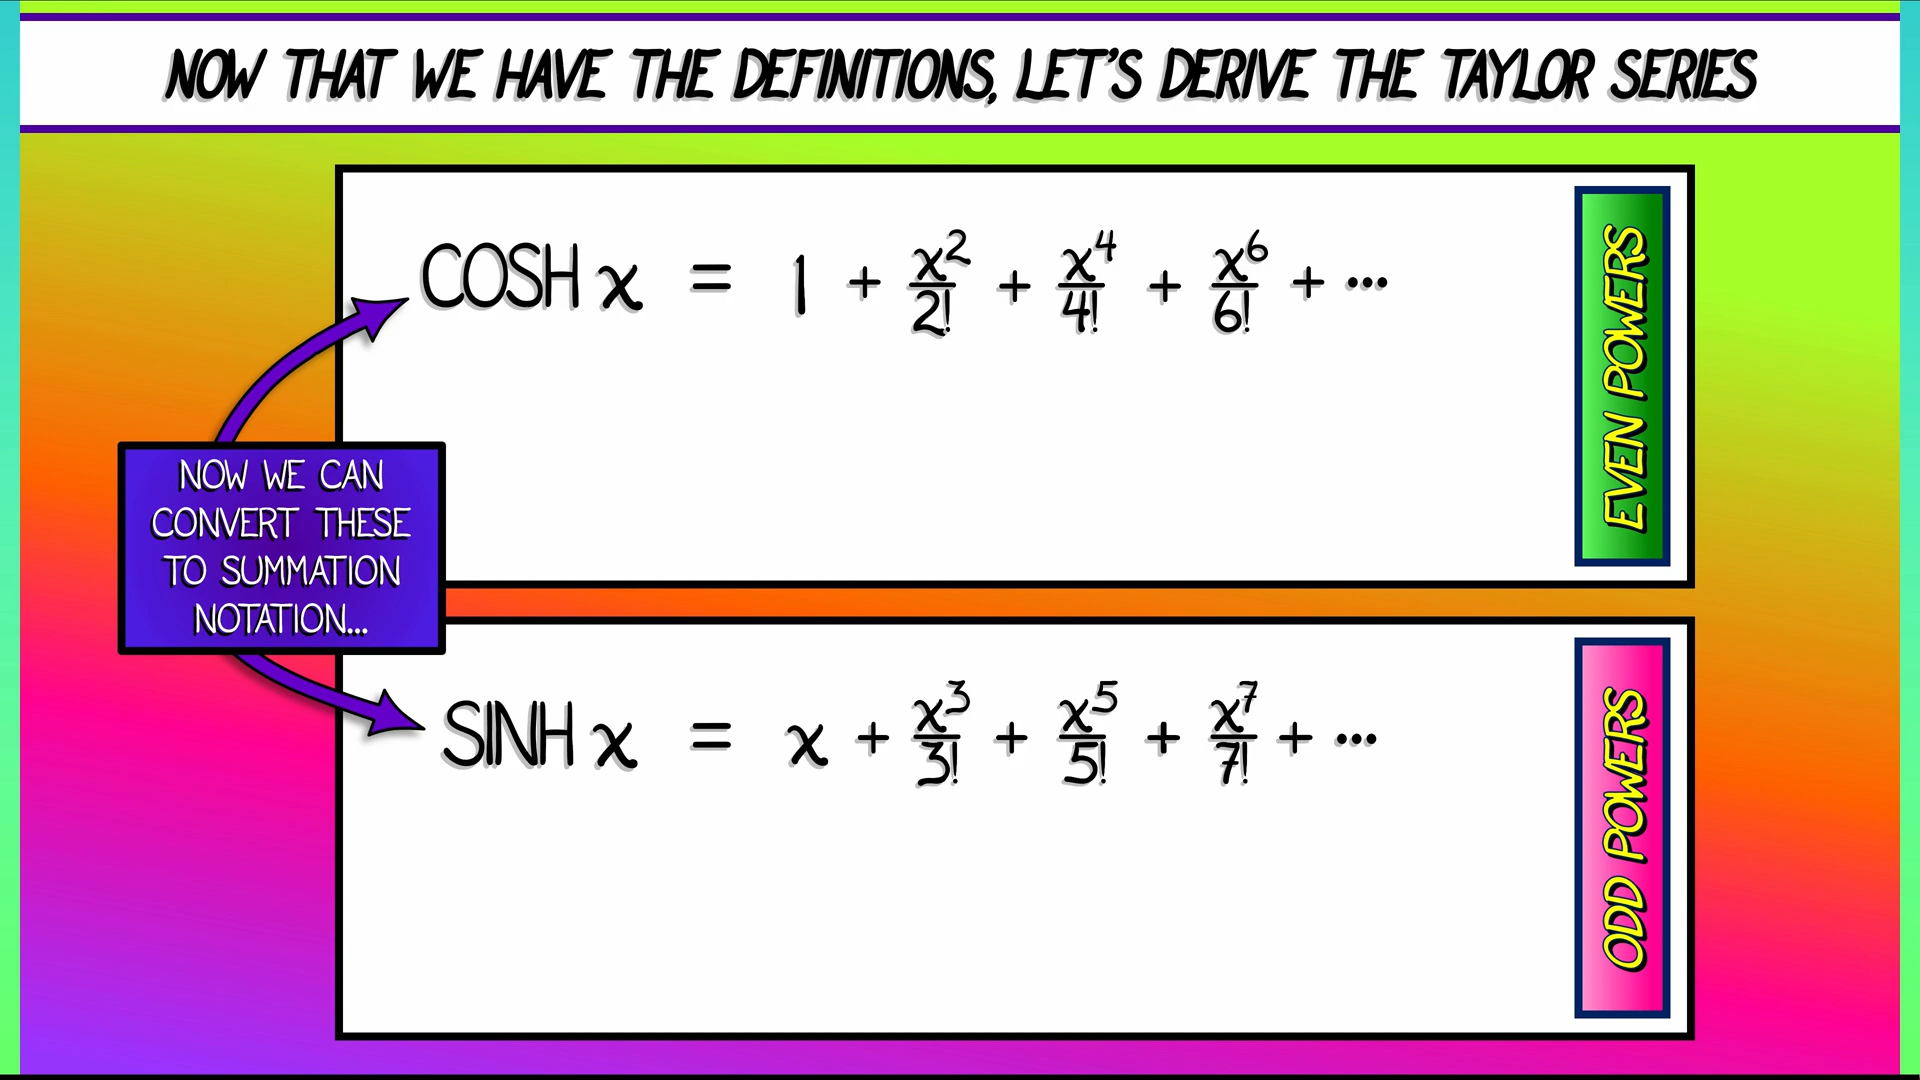 NOW THAT WE HAVE THE DEFINITIONS, LET'S DERIVE THE TAYLOR SERIES
COSH x = 1 + x²/2! + x⁴/4! + x⁶/6! + ...
EVEN POWERS
NOW WE CAN
CONVERT THESE
TO SUMMATION
NOTATION...
SINH x = x + x³/3! + x⁵/5! + x⁷/7! + ...
ODD POWERS